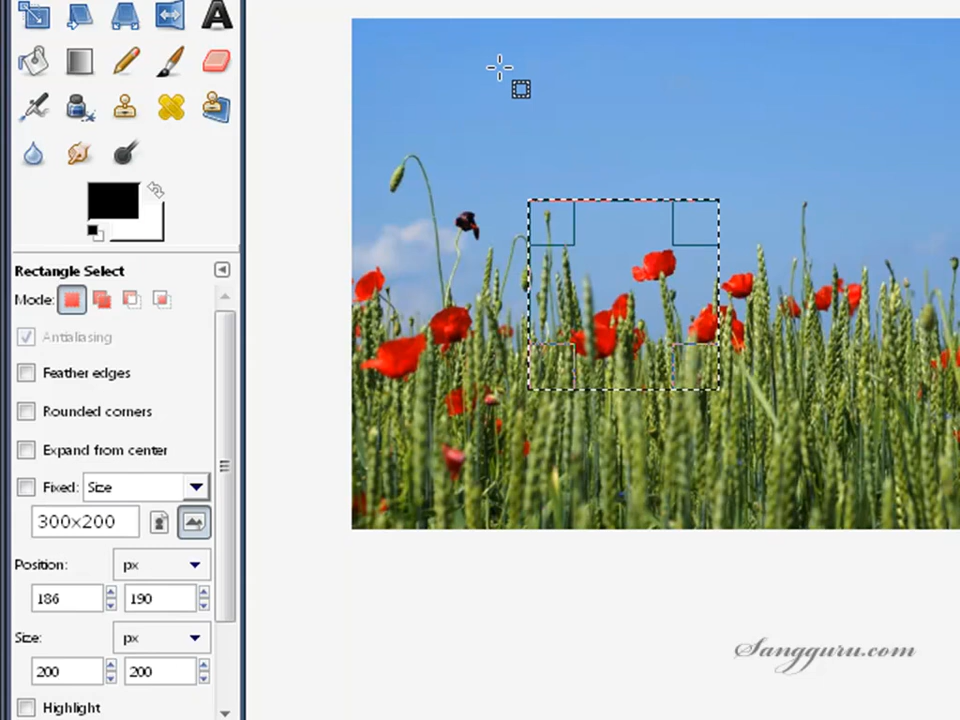 Rectangle Select
Mode:
Antialiasing
Feather edges
Rounded corners
Expand from center
Fixed: Size
300x200
Position: px
186 190
Size: px
200 200
Highlight
Sangguru.com